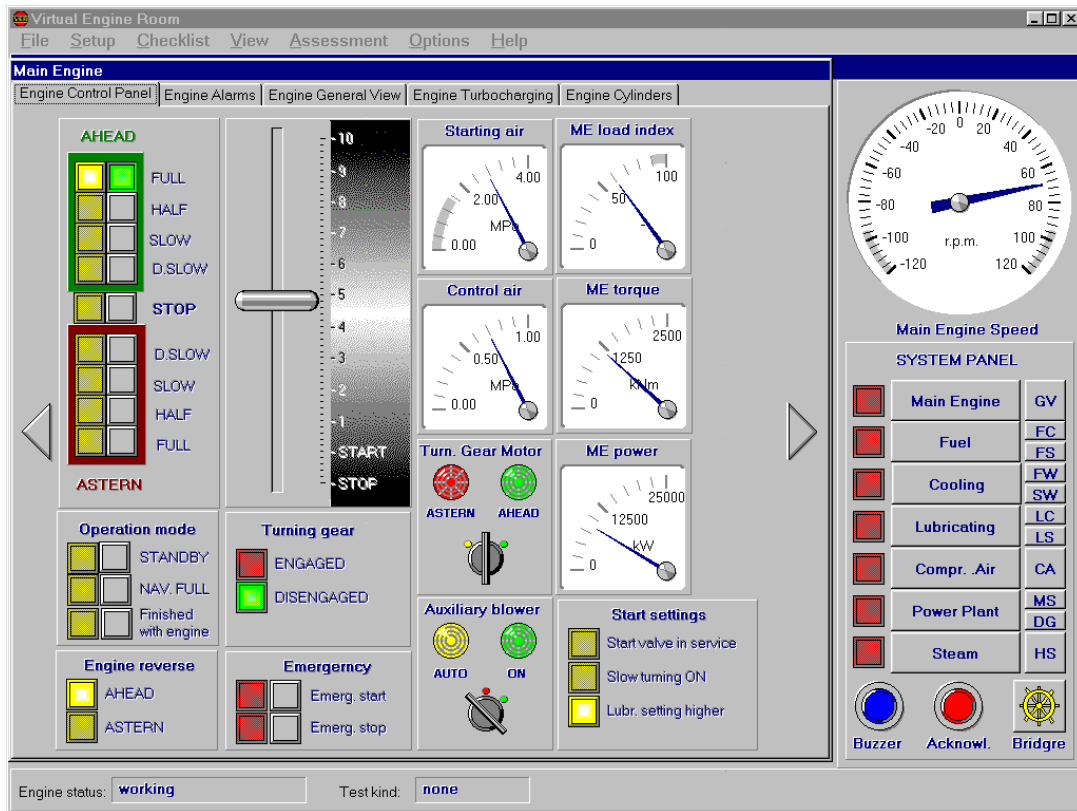 Virtual Engine Room
File Setup Checklist View Assessment Options Help
Main Engine
Engine Control Panel Engine Alarms Engine General View Engine Turbocharging Engine Cylinders
AHEAD
FULL
HALF
SLOW
D.SLOW
STOP
D.SLOW
SLOW
HALF
FULL
ASTERN
10
9
8
7
6
5
4
3
2
1
START
STOP
Starting air
0.00 2.00 4.00
MPa
ME load index
0 50 100
Control air
0.00 0.50 1.00
MPa
ME torque
0 1250 2500
kNm
Turn. Gear Motor
ASTERN AHEAD
ME power
0 12500 25000
kW
Operation mode
STANDBY
NAV. FULL
Finished
with engine
Turning gear
ENGAGED
DISENGAGED
Auxiliary blower
AUTO ON
Start settings
Start valve in service
Slow turning ON
Lubr. setting higher
Engine reverse
AHEAD
ASTERN
Emergerncy
Emerg. start
Emerg. stop
-120 -100 -80 -60 -40 -20 0 20 40 60 80 100 120
r.p.m.
Main Engine Speed
SYSTEM PANEL
Main Engine GV
Fuel FC FS
Cooling FW SW
Lubricating LC LS
Compr. .Air CA
Power Plant MS DG
Steam HS
Buzzer Acknowl. Bridgre
Engine status: working Test kind: none